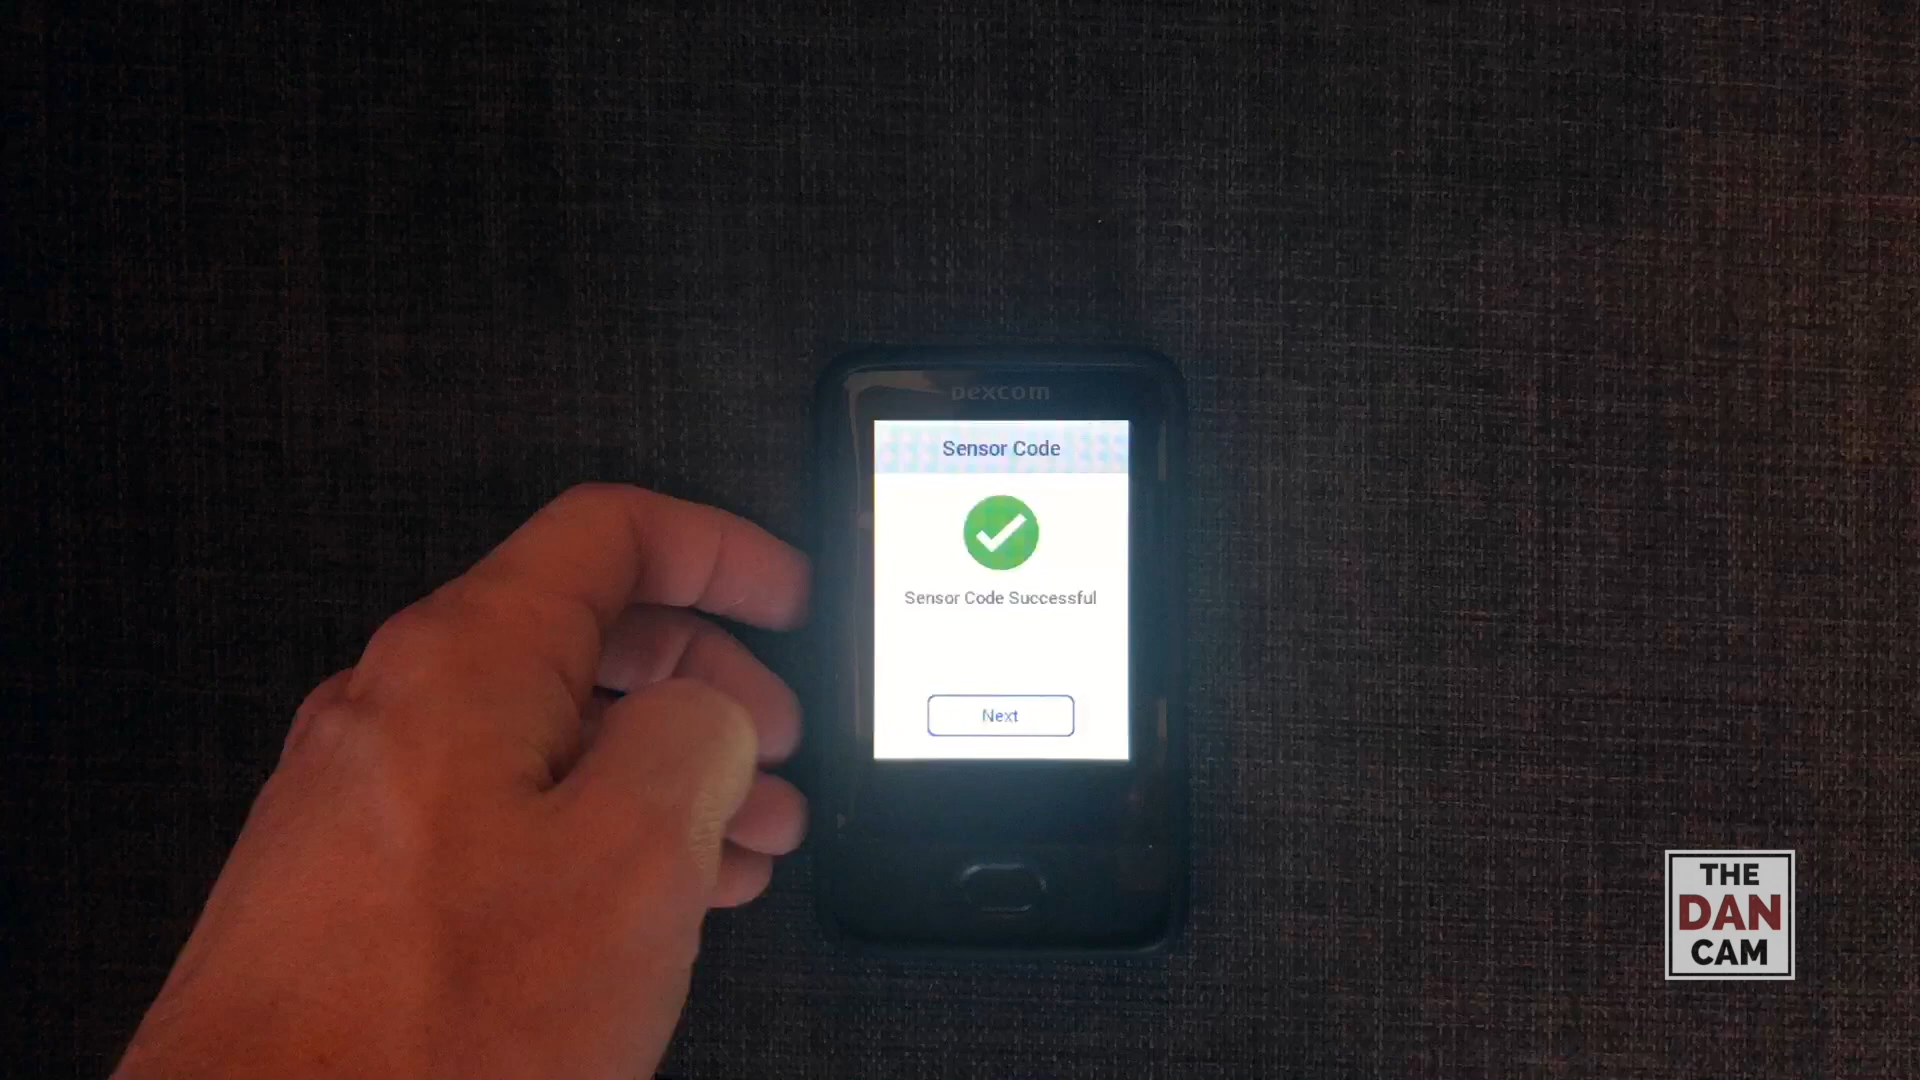 Dexcom
Sensor Code
Sensor Code Successful
Next
THE
DAN
CAM